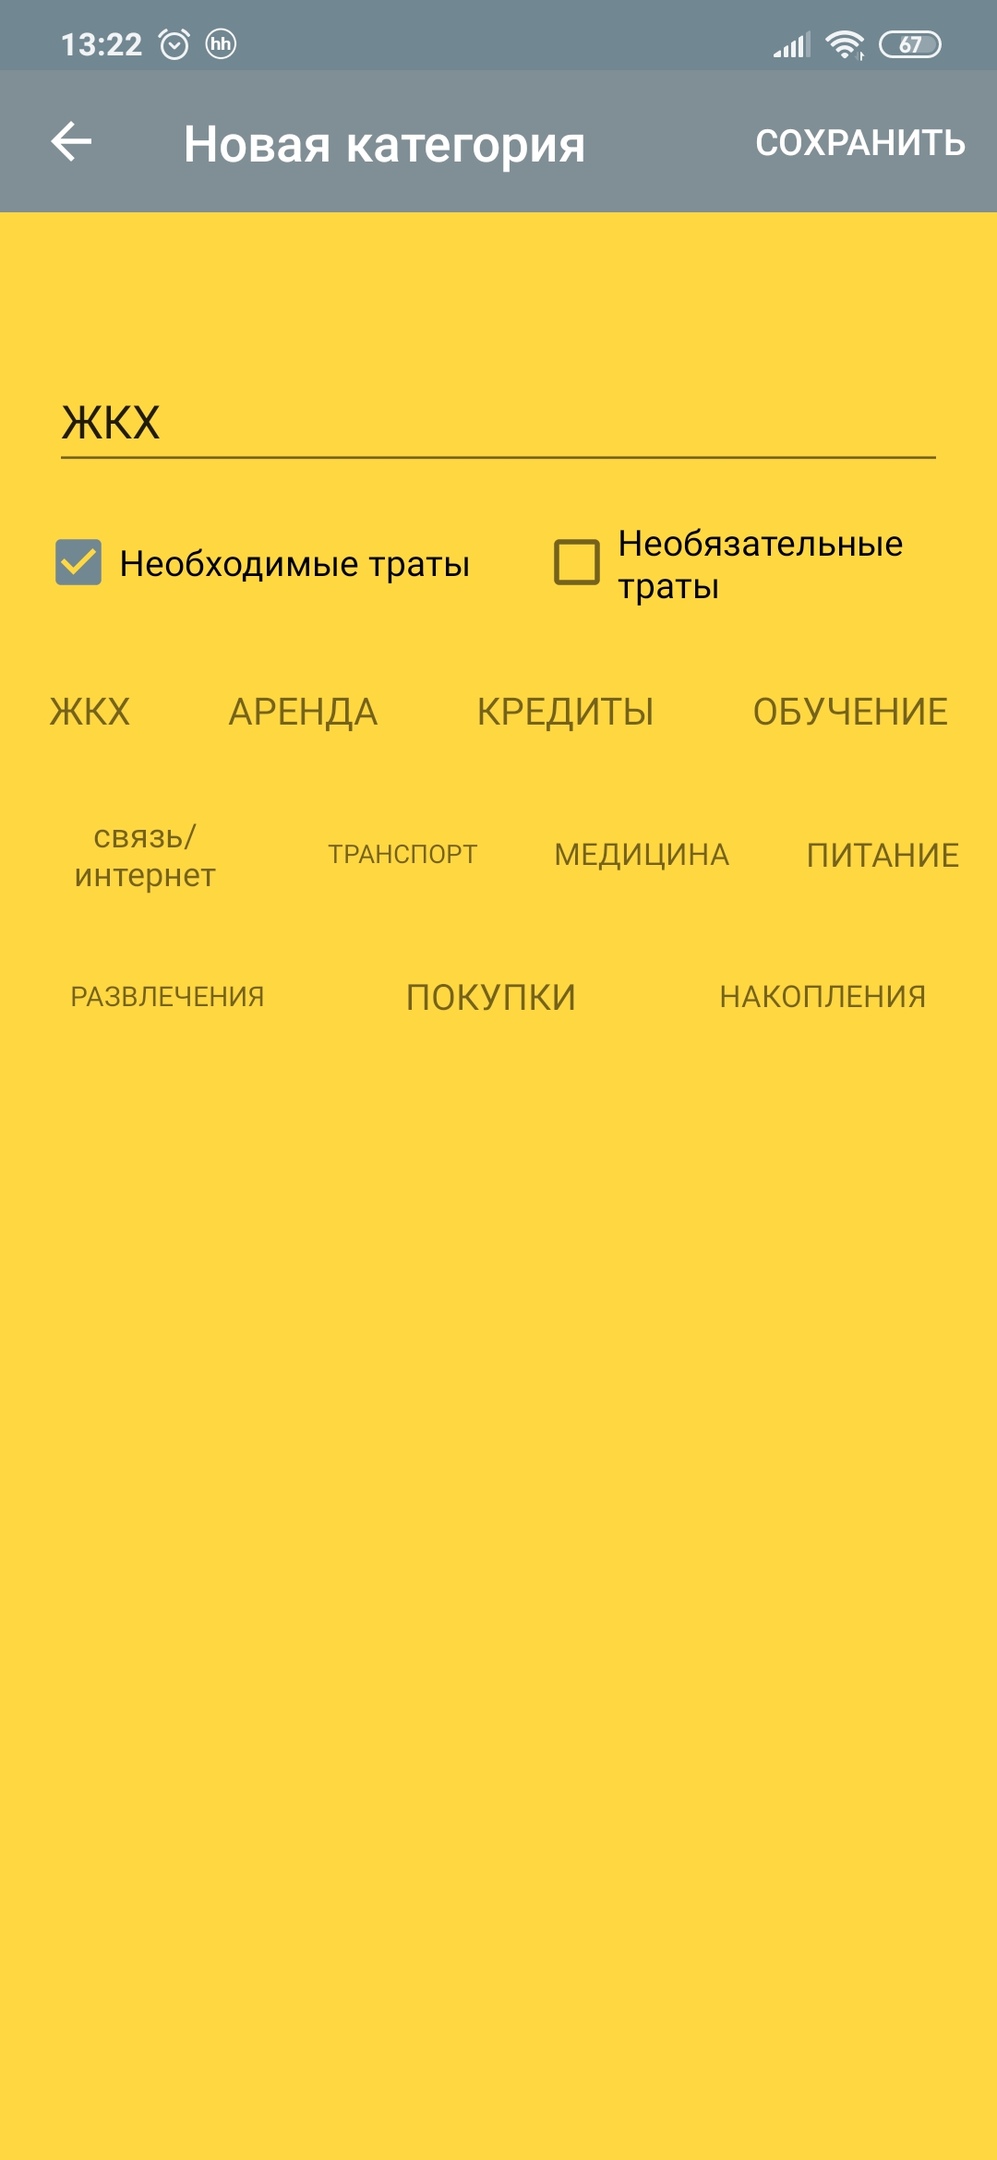 13:22 hh 67
Новая категория СОХРАНИТЬ
ЖКХ
Необходимые траты
Необязательные
траты
ЖКХ АРЕНДА КРЕДИТЫ ОБУЧЕНИЕ
связь/
интернет
ТРАНСПОРТ МЕДИЦИНА ПИТАНИЕ
РАЗВЛЕЧЕНИЯ ПОКУПКИ НАКОПЛЕНИЯ